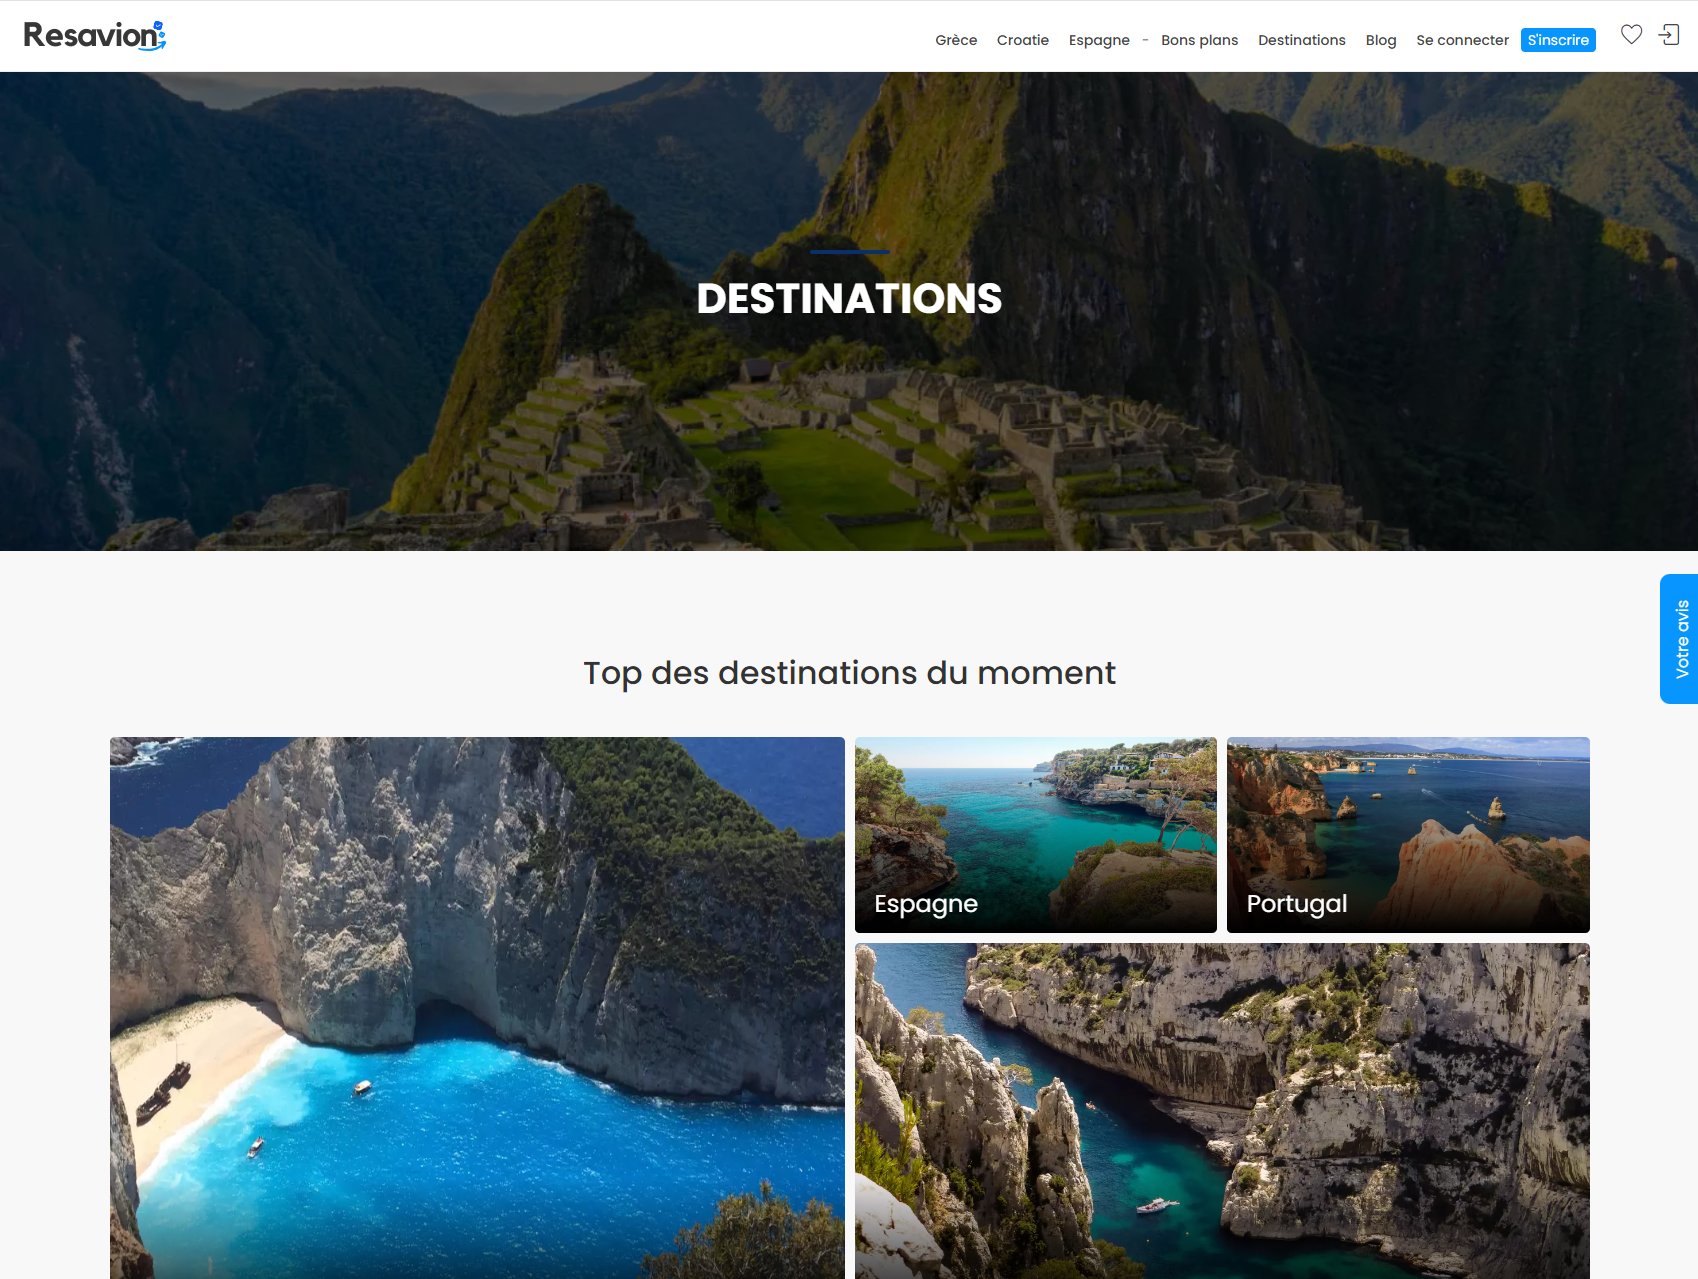 Resavion
Grèce Croatie Espagne - Bons plans Destinations Blog Se connecter S'inscrire
DESTINATIONS
Votre avis
Top des destinations du moment
Espagne
Portugal